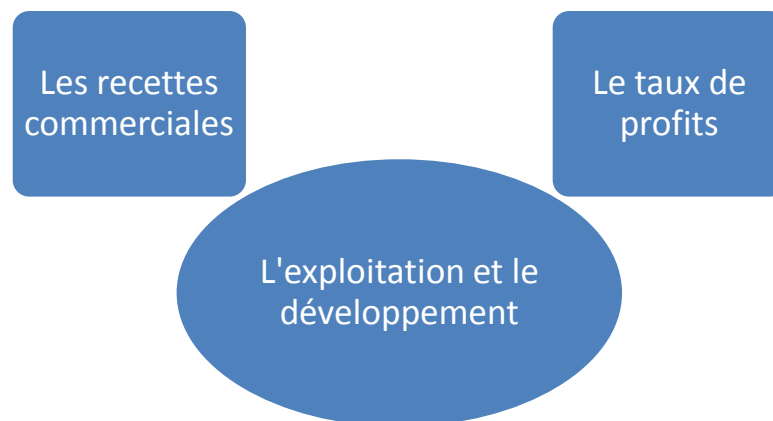 Les recettes
commerciales
Le taux de
profits
L'exploitation et le
développement